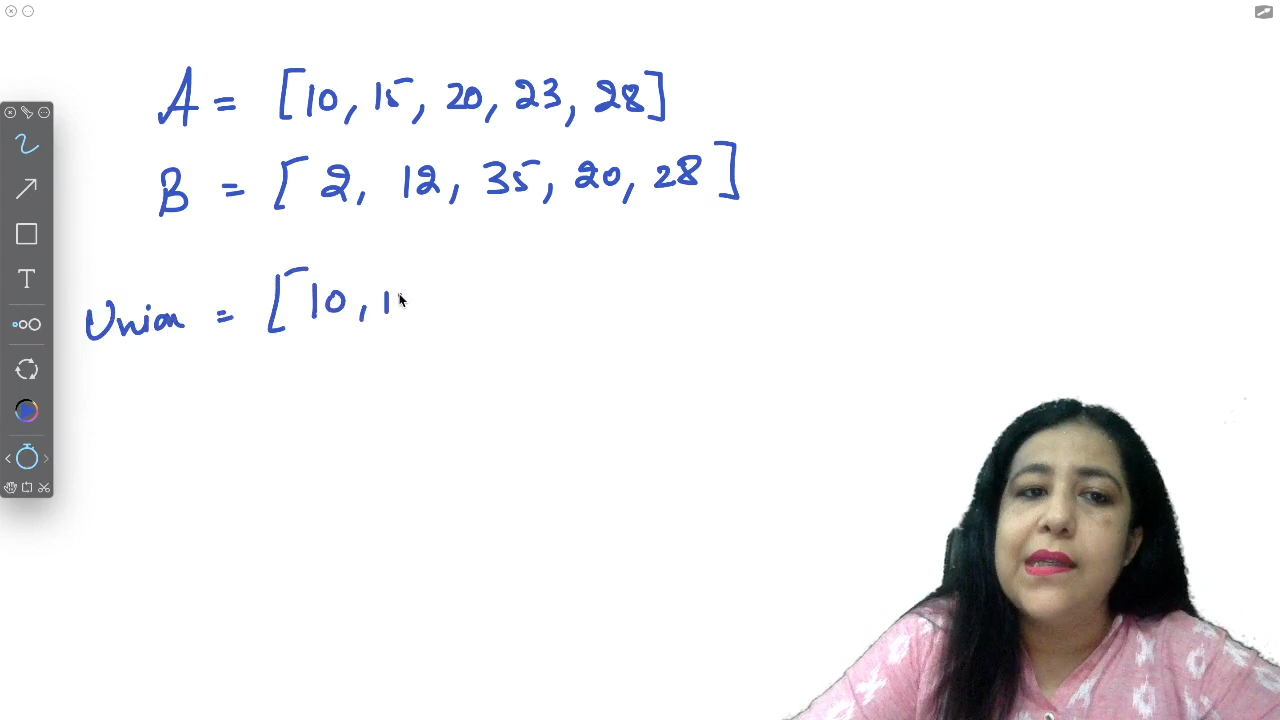 A = [10, 15, 20, 23, 28]
B = [2, 12, 35, 20, 28]
Union = [10, 1
T